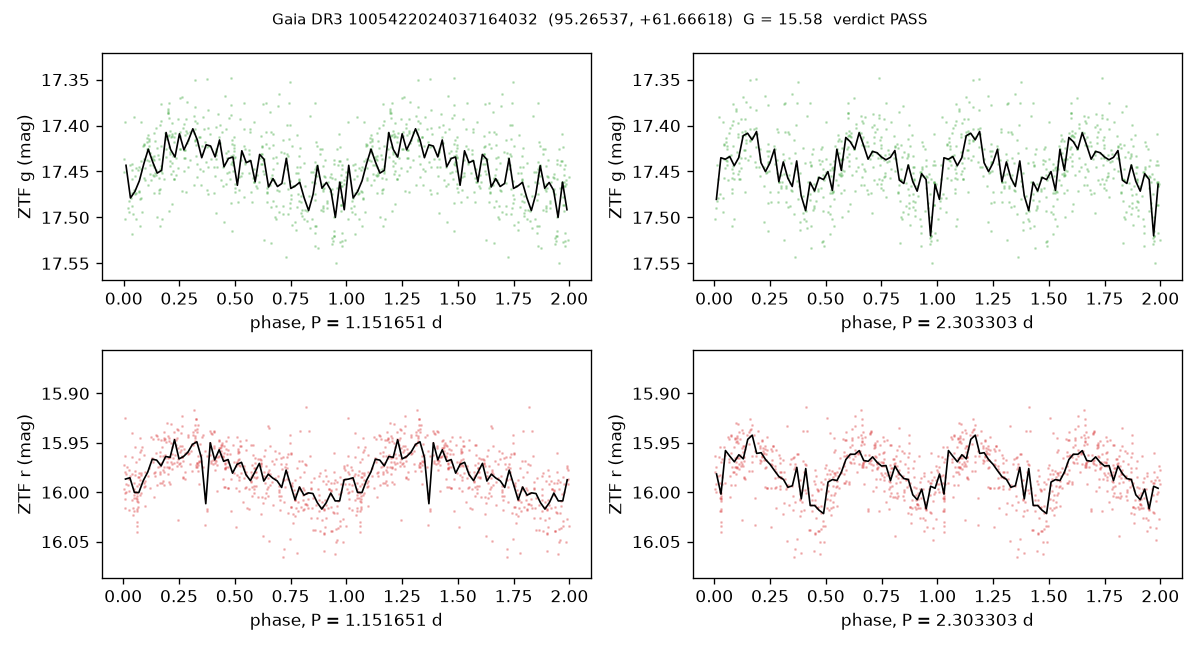 Gaia DR3 1005422024037164032 (95.26537, +61.66618) G = 15.58 verdict PASS
ZTF g (mag)
17.35
17.40
17.45
17.50
17.55
0.00 0.25 0.50 0.75 1.00 1.25 1.50 1.75 2.00
phase, P = 1.151651 d
ZTF g (mag)
17.35
17.40
17.45
17.50
17.55
0.00 0.25 0.50 0.75 1.00 1.25 1.50 1.75 2.00
phase, P = 2.303303 d
ZTF r (mag)
15.90
15.95
16.00
16.05
0.00 0.25 0.50 0.75 1.00 1.25 1.50 1.75 2.00
phase, P = 1.151651 d
ZTF r (mag)
15.90
15.95
16.00
16.05
0.00 0.25 0.50 0.75 1.00 1.25 1.50 1.75 2.00
phase, P = 2.303303 d